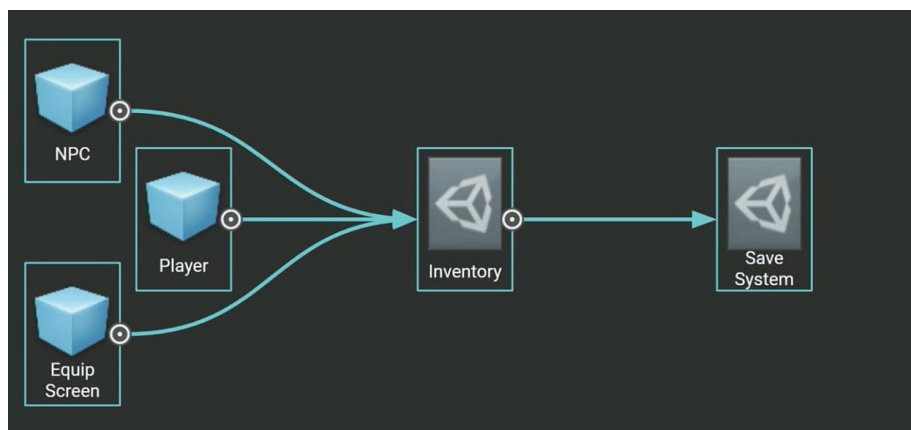 NPC
Player
Equip
Screen
Inventory
Save
System